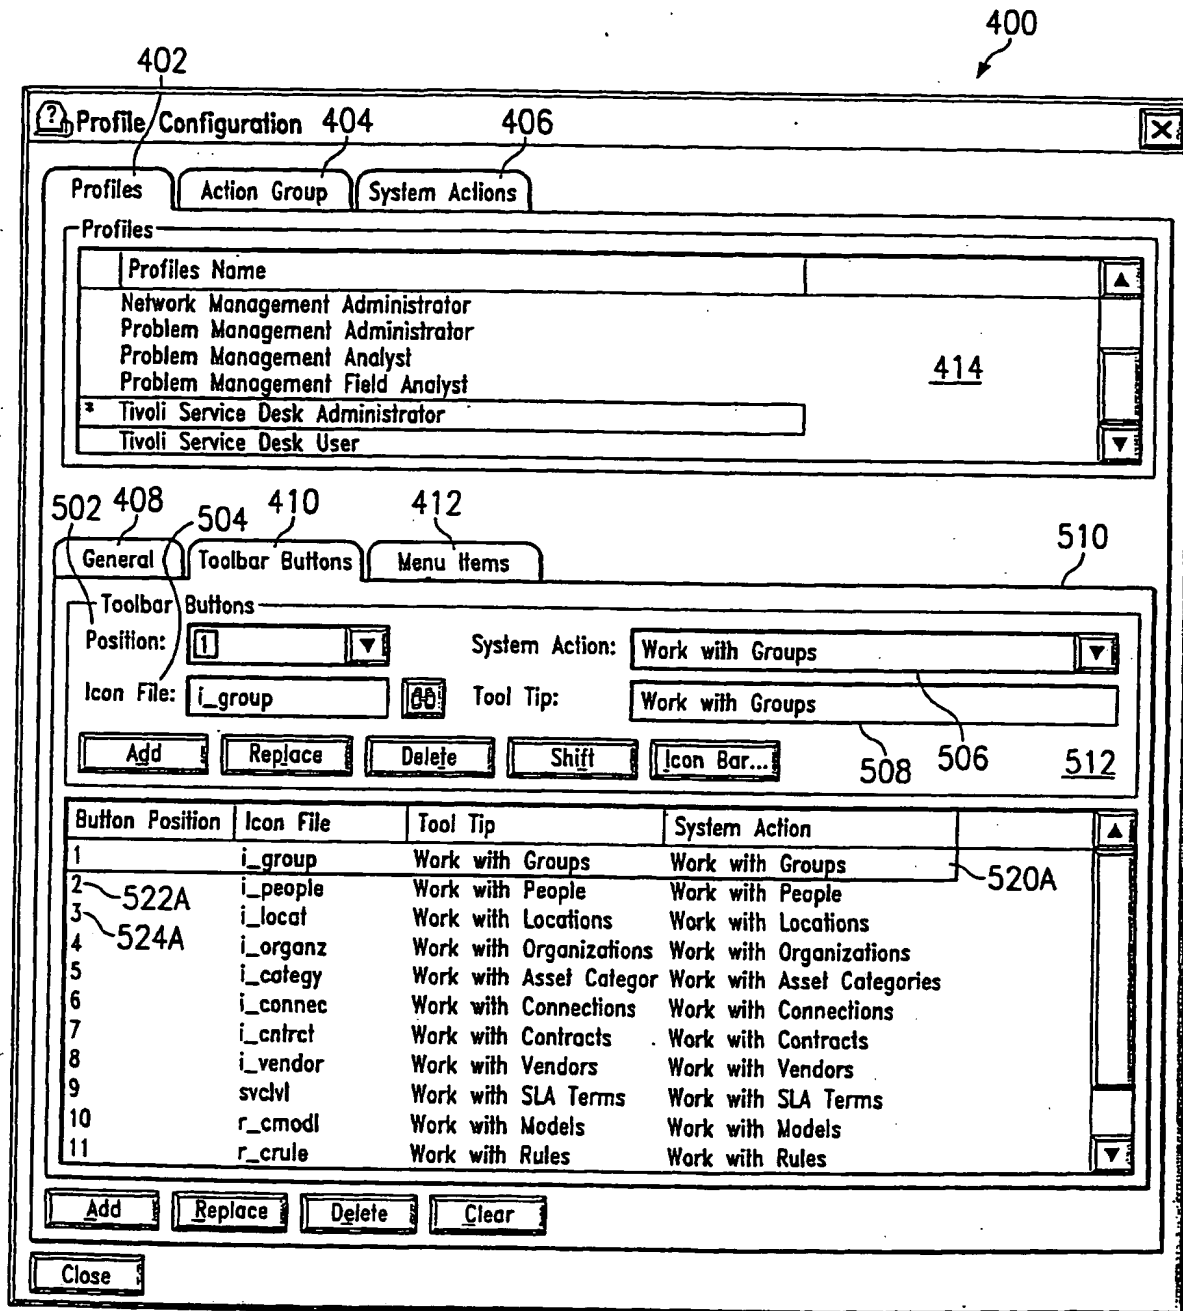 400
402
Profile Configuration 404 406
Profiles Action Group System Actions
Profiles
Profiles Name
Network Management Administrator
Problem Management Administrator
Problem Management Analyst
Problem Management Field Analyst
414
* Tivoli Service Desk Administrator
Tivoli Service Desk User
502 408 504 410 412 510
General Toolbar Buttons Menu Items
Toolbar Buttons
Position: 1 System Action: Work with Groups
Icon File: i_group Tool Tip: Work with Groups
Add Replace Delete Shift Icon Bar... 508 506 512
Button Position Icon File Tool Tip System Action
1 i_group Work with Groups Work with Groups 520A
2 522A i_people Work with People Work with People
3 524A i_locat Work with Locations Work with Locations
4 i_organz Work with Organizations Work with Organizations
5 i_categy Work with Asset Categor Work with Asset Categories
6 i_connec Work with Connections Work with Connections
7 i_cntrct Work with Contracts Work with Contracts
8 i_vendor Work with Vendors Work with Vendors
9 svclvl Work with SLA Terms Work with SLA Terms
10 r_cmodl Work with Models Work with Models
11 r_crule Work with Rules Work with Rules
Add Replace Delete Clear
Close